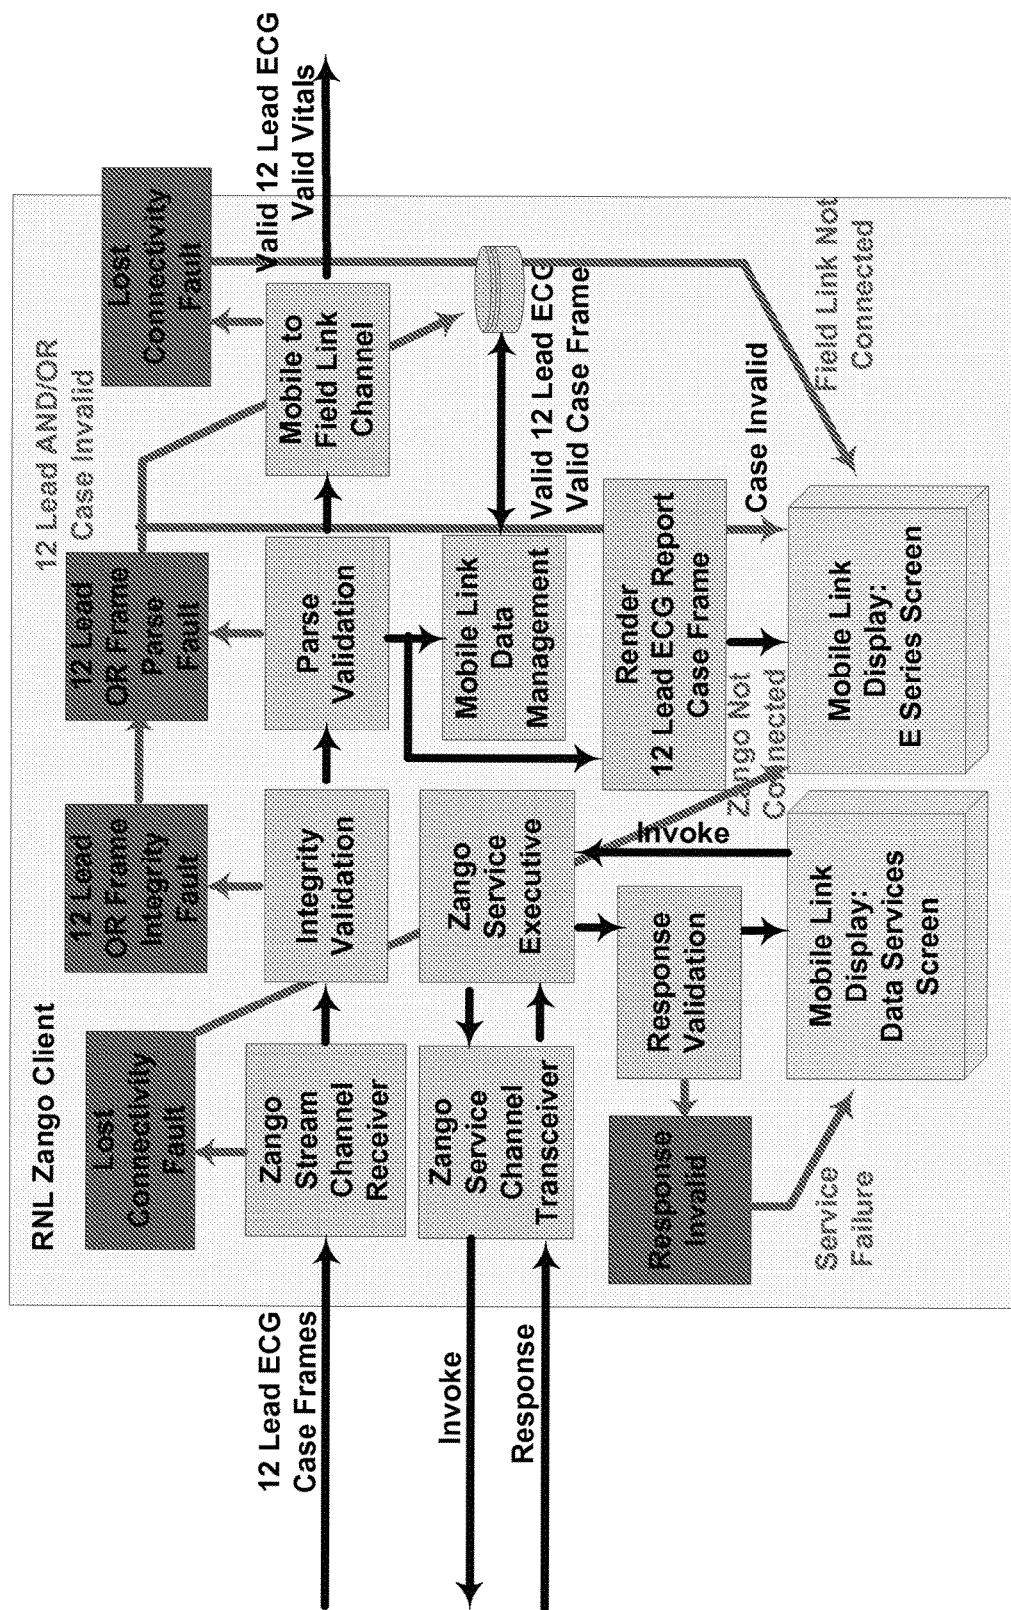 RNL Zango Client
12 Lead ECG
Case Frames
Invoke
Response
Lost
Connectivity
Fault
12 Lead
OR Frame
Integrity
Fault
12 Lead
OR Frame
Parse
Fault
12 Lead AND/OR
Case Invalid
Lost
Connectivity
Fault
Zango
Stream
Channel
Receiver
Integrity
Validation
Parse
Validation
Mobile to
Field Link
Channel
Valid 12 Lead ECG
Valid Vitals
Zango
Service
Channel
Transceiver
Zango
Service
Executive
Mobile Link
Data
Management
Valid 12 Lead ECG
Valid Case Frame
Response
Invalid
Response
Validation
Invoke
Render
12 Lead ECG Report
Case Frame
Zango Not
Connected
Case Invalid
Field Link Not
Connected
Service
Failure
Mobile Link
Display:
Data Services
Screen
Mobile Link
Display:
E Series Screen